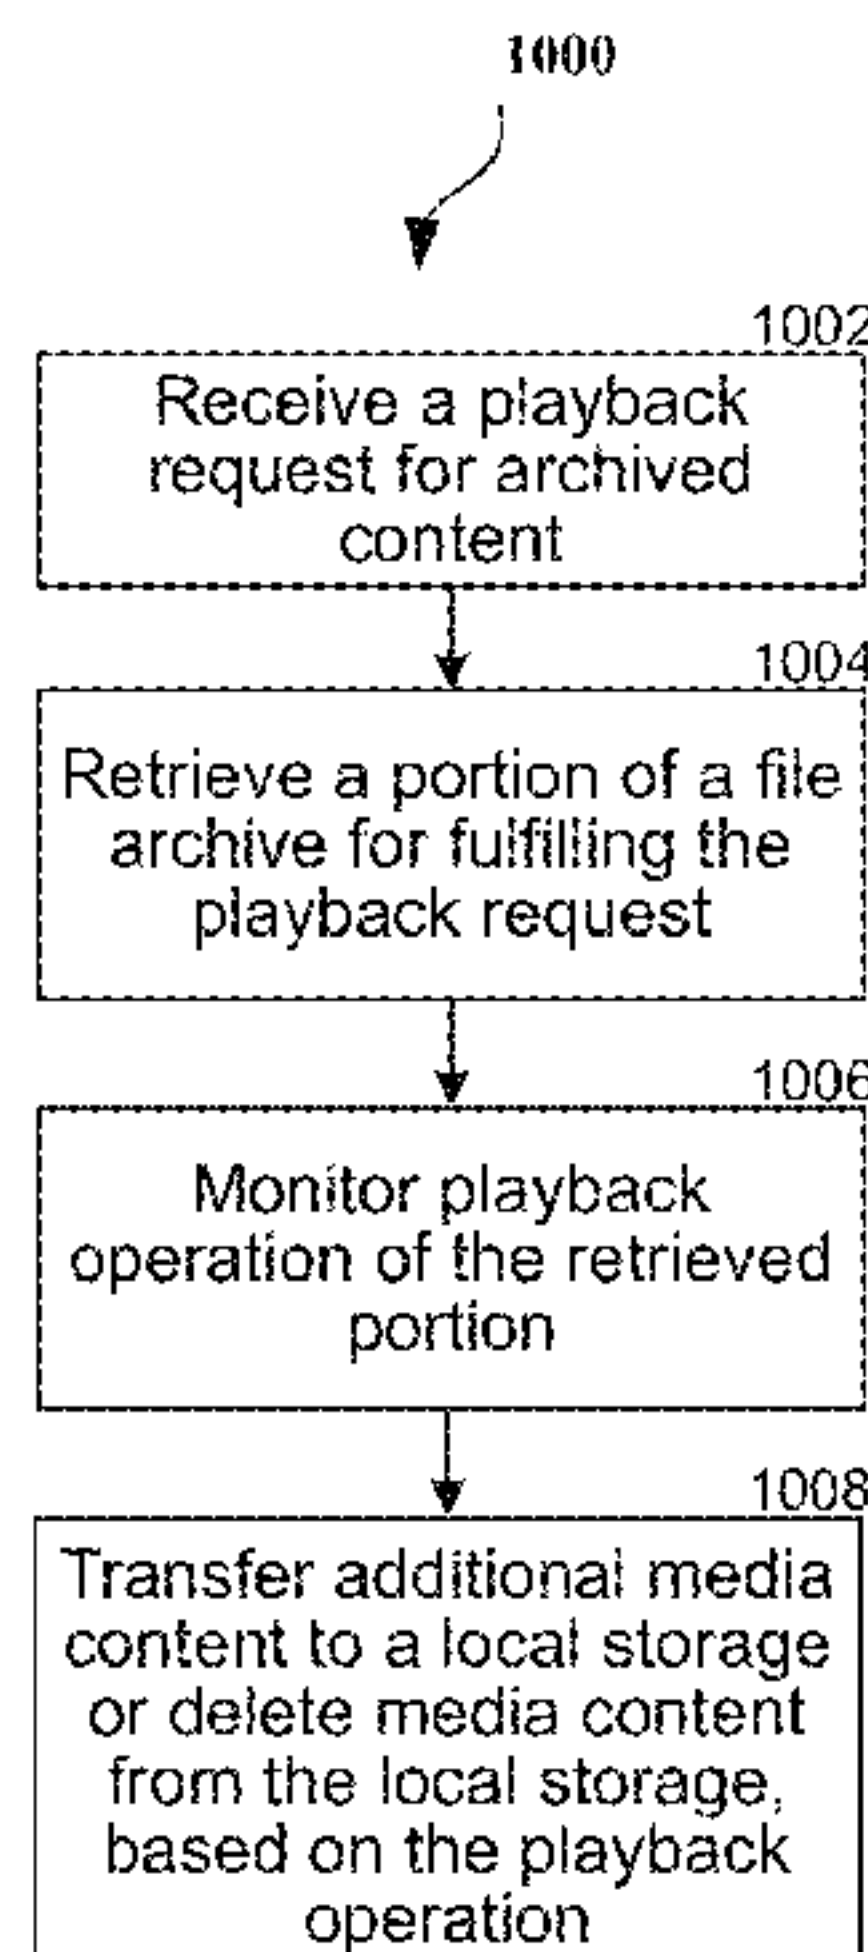 1000
1002
Receive a playback
request for archived
content
1004
Retrieve a portion of a file
archive for fulfilling the
playback request
1006
Monitor playback
operation of the retrieved
portion
1008
Transfer additional media
content to a local storage
or delete media content
from the local storage,
based on the playback
operation